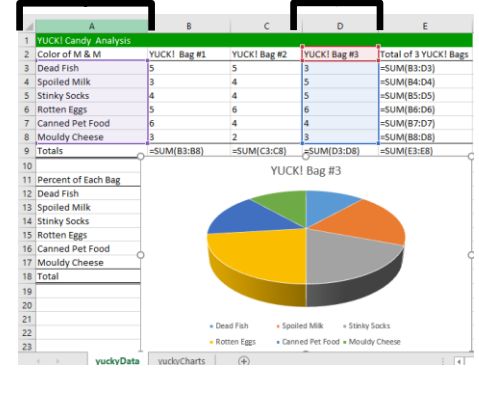 A B C D E
1 YUCK! Candy Analysis
2 Color of M & M YUCK! Bag #1 YUCK! Bag #2 YUCK! Bag #3 Total of 3 YUCK! Bags
3 Dead Fish 5 5 3 =SUM(B3:D3)
4 Spoiled Milk 3 4 5 =SUM(B4:D4)
5 Stinky Socks 4 4 5 =SUM(B5:D5)
6 Rotten Eggs 5 6 6 =SUM(B6:D6)
7 Canned Pet Food 6 4 4 =SUM(B7:D7)
8 Mouldy Cheese 3 2 3 =SUM(B8:D8)
9 Totals =SUM(B3:B8) =SUM(C3:C8) =SUM(D3:D8) =SUM(E3:E8)
10
YUCK! Bag #3
11 Percent of Each Bag
12 Dead Fish
13 Spoiled Milk
14 Stinky Socks
15 Rotten Eggs
16 Canned Pet Food
17 Mouldy Cheese
18 Total
19
20
21
Dead Fish Spoiled Milk Stinky Socks
22
Rotten Eggs Canned Pet Food Mouldy Cheese
23
yuckyData yuckyCharts